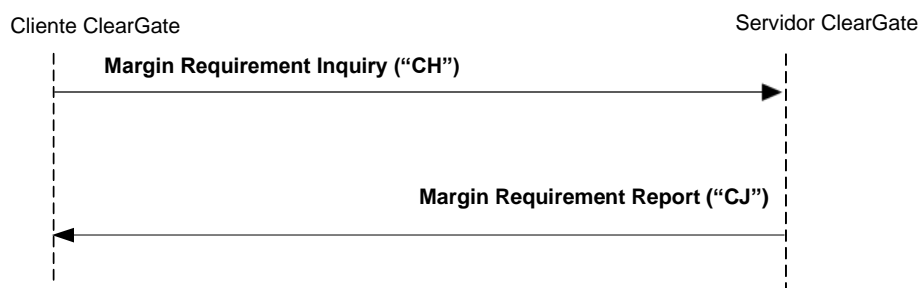 Cliente ClearGate
Servidor ClearGate
Margin Requirement Inquiry (“CH”)
Margin Requirement Report (“CJ”)